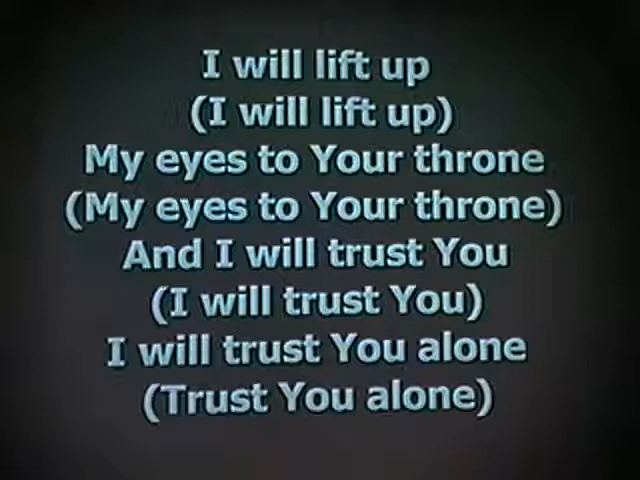 I will lift up
(I will lift up)
My eyes to Your throne
(My eyes to Your throne)
And I will trust You
(I will trust You)
I will trust You alone
(Trust You alone)